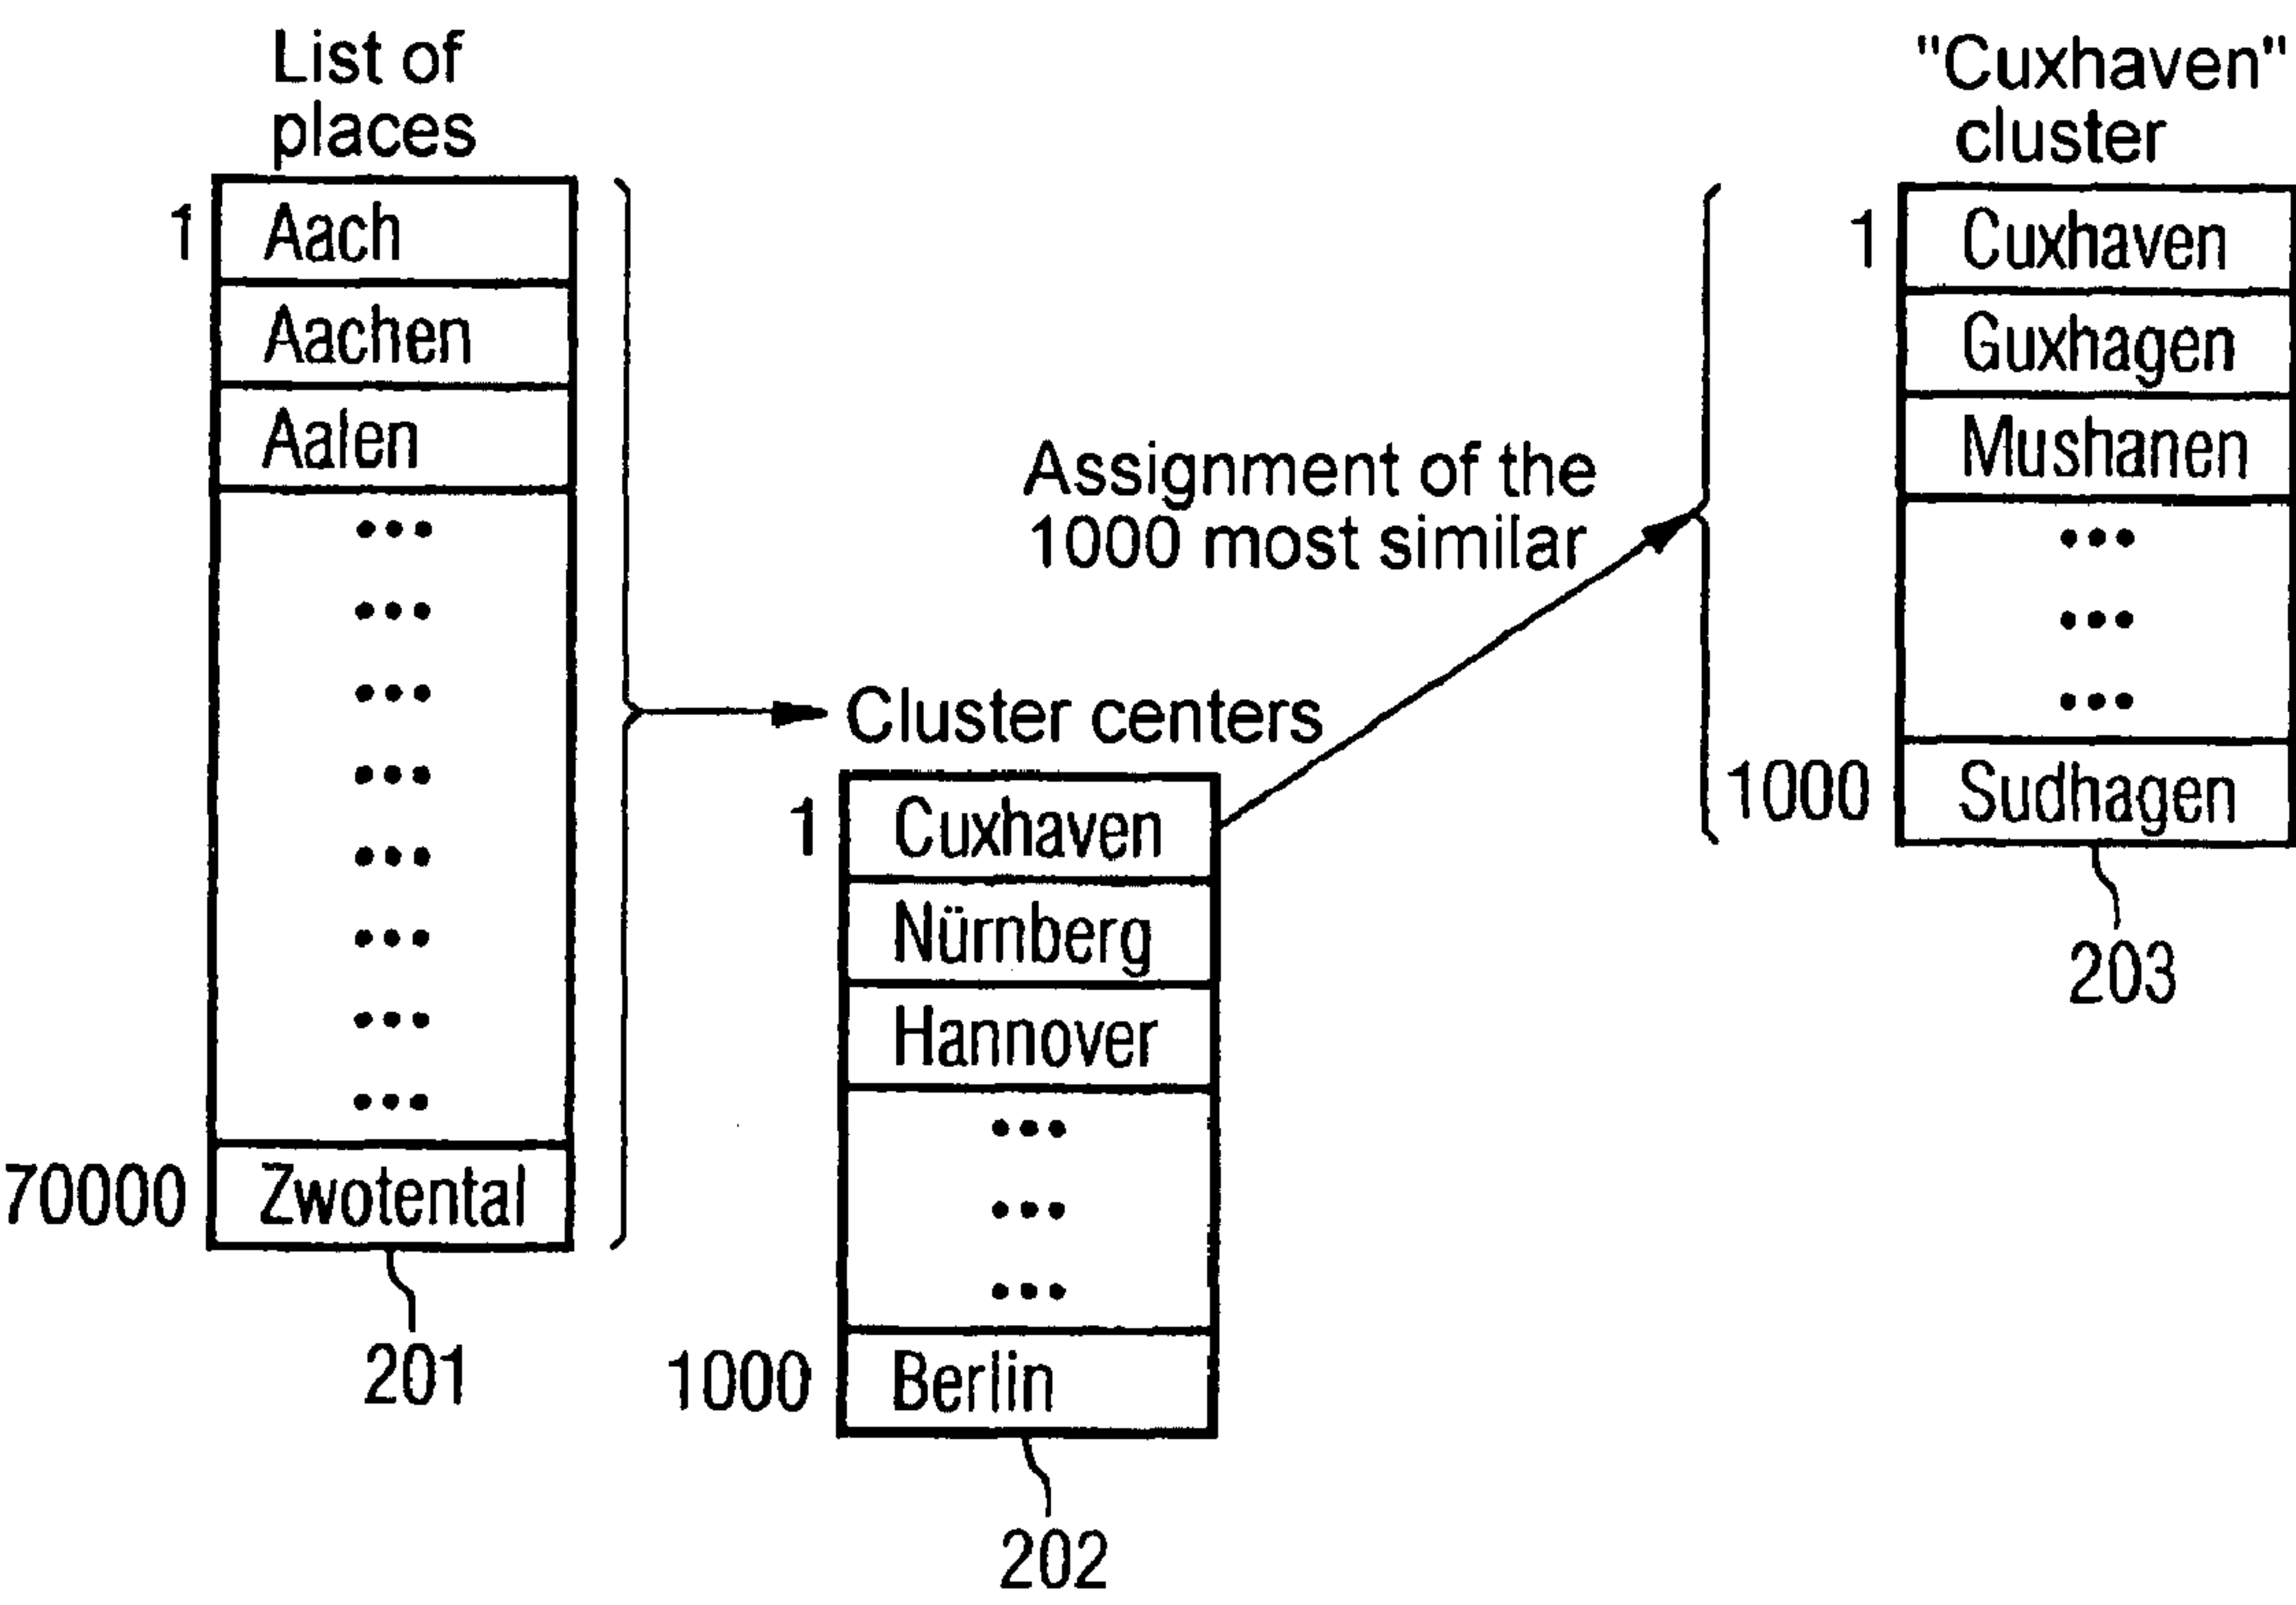 List of
places
1 Aach
Aachen
Aalen
...
...
...
...
...
...
...
...
70000 Zwotental
201
Cluster centers
1 Cuxhaven
Nürnberg
Hannover
...
...
...
1000 Berlin
202
Assignment of the
1000 most similar
"Cuxhaven"
cluster
1 Cuxhaven
Guxhagen
Mushanen
...
...
...
1000 Sudhagen
203